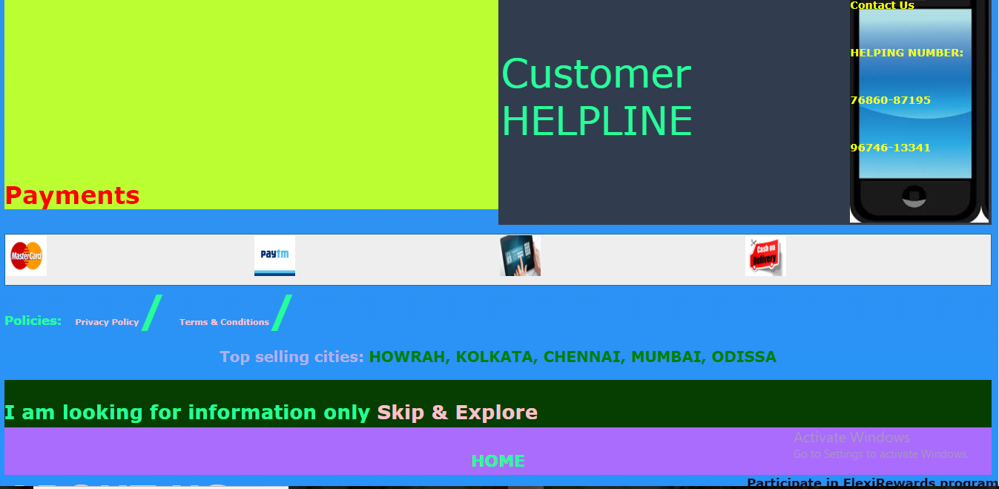 Contact Us
HELPING NUMBER:
Customer
HELPLINE
76860-87195
96746-13341
Payments
MasterCard
paytm
Cash on
Delivery
Policies: Privacy Policy / Terms & Conditions /
Top selling cities: HOWRAH, KOLKATA, CHENNAI, MUMBAI, ODISSA
I am looking for information only Skip & Explore
Activate Windows
Go to Settings to activate Windows.
HOME
Participate in FlexiRewards program
ABOUT US